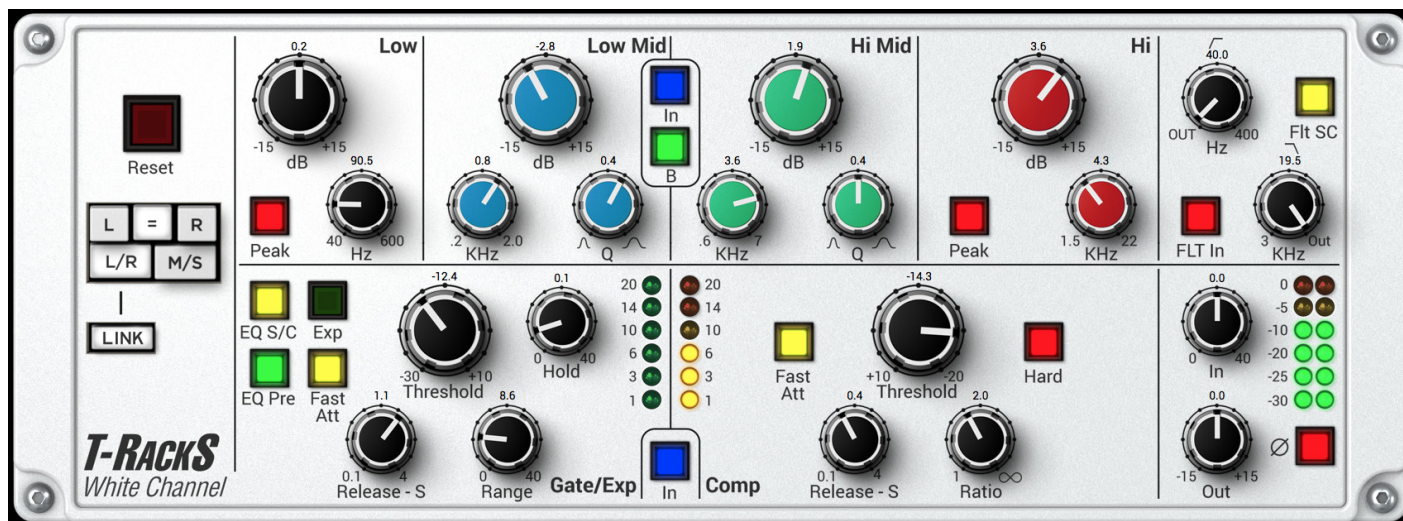 Reset
L = R
L/R M/S
LINK
T-RackS
White Channel
Low
0.2
-15 +15
dB
90.5
Peak
40 600
Hz
Low Mid
-2.8
-15 +15
dB
0.8
.2 2.0
KHz
0.4
Q
In
B
Hi Mid
1.9
-15 +15
dB
3.6
.6 7
KHz
0.4
Q
Hi
3.6
-15 +15
dB
Peak
4.3
1.5 22
KHz
40.0
OUT 400
Hz
Flt SC
19.5
FLT In
3 Out
KHz
EQ S/C
Exp
EQ Pre
Fast
Att
-12.4
-30 +10
Threshold
0.1
0 40
Hold
1.1
0.1 4
Release - S
8.6
0 40
Range
20
14
10
6
3
1
Gate/Exp
In
Comp
20
14
10
6
3
1
Fast
Att
-14.3
+10 -20
Threshold
Hard
0.4
0.1 4
Release - S
2.0
1 ∞
Ratio
0.0
0 40
In
0
-5
-10
-20
-25
-30
0.0
-15 +15
Out
Ø